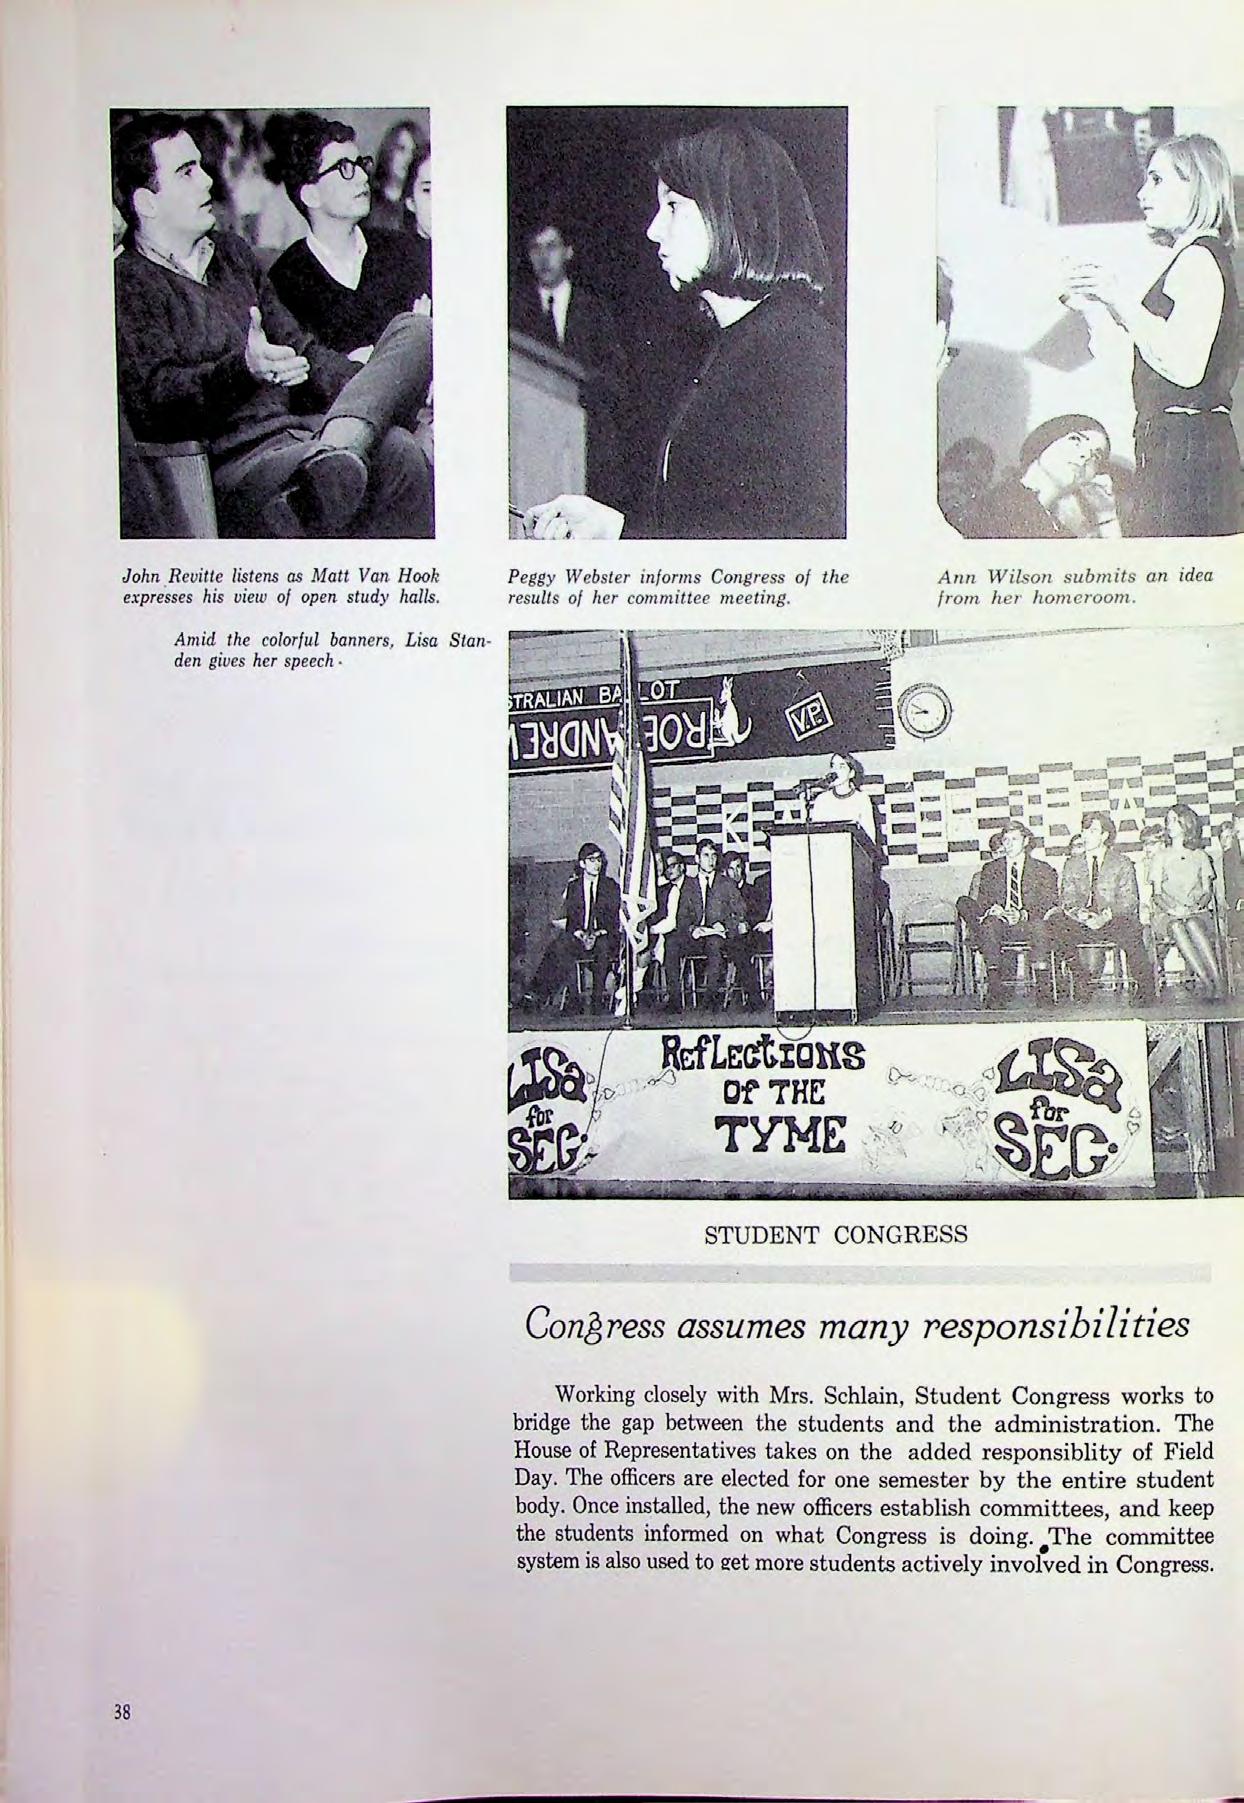 John Revitte listens as Matt Van Hook
expresses his view of open study halls.
Peggy Webster informs Congress of the
results of her committee meeting.
Ann Wilson submits an idea
from her homeroom.
Amid the colorful banners, Lisa Stan-
den gives her speech
TRALIAN BALLOT
ROE ANDREW
V.P.
LISA
for
SEC.
REFLECTIONS
OF THE
TYME
LISA
for
SEC.
STUDENT CONGRESS
Congress assumes many responsibilities
Working closely with Mrs. Schlain, Student Congress works to
bridge the gap between the students and the administration. The
House of Representatives takes on the added responsiblity of Field
Day. The officers are elected for one semester by the entire student
body. Once installed, the new officers establish committees, and keep
the students informed on what Congress is doing. The committee
system is also used to get more students actively involved in Congress.
38